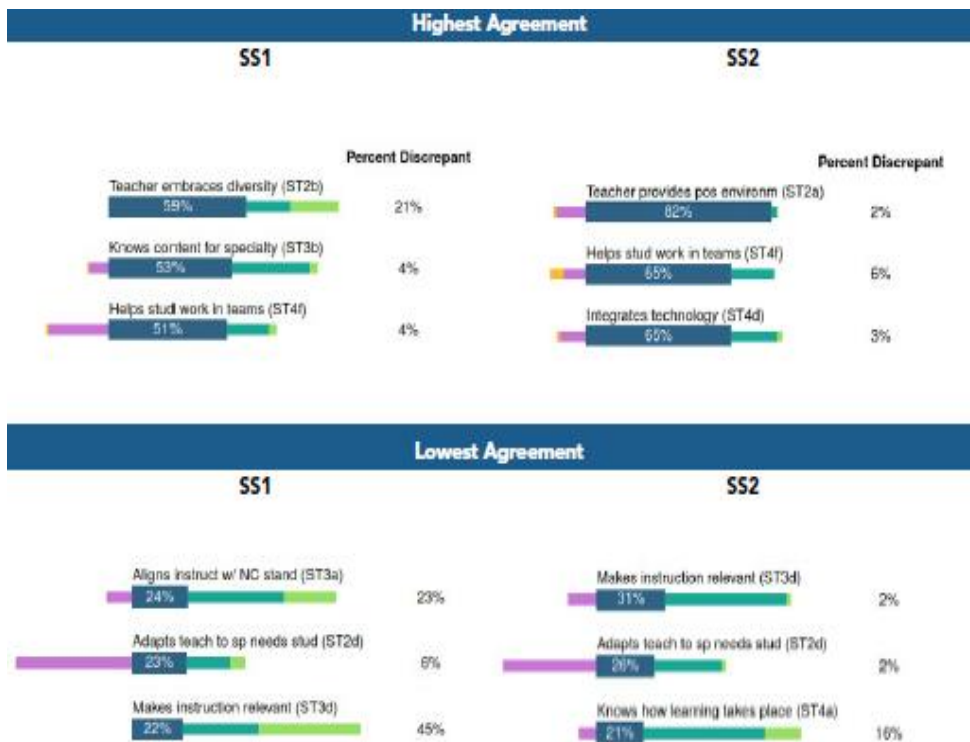 Highest Agreement
SS1
SS2
Percent Discrepant
Percent Discrepant
Teacher embraces diversity (ST2b)
59%
21%
Knows content for specialty (ST3b)
53%
4%
Helps stud work in teams (ST4f)
51%
4%
Teacher provides pos environm (ST2a)
82%
2%
Helps stud work in teams (ST4f)
65%
6%
Integrates technology (ST4d)
65%
3%
Lowest Agreement
SS1
SS2
Aligns instruct w/ NC stand (ST3a)
24%
23%
Adapts teach to sp needs stud (ST2d)
23%
6%
Makes instruction relevant (ST3d)
22%
45%
Makes instruction relevant (ST3d)
31%
2%
Adapts teach to sp needs stud (ST2d)
26%
2%
Knows how learning takes place (ST4a)
21%
16%